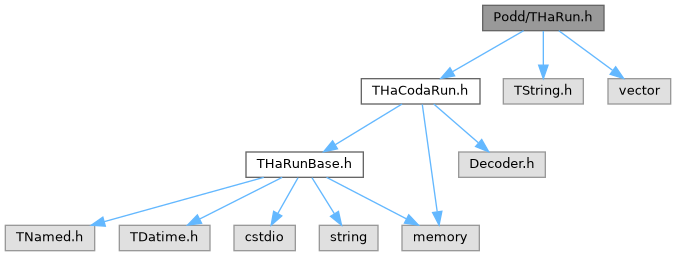 Podd/THaRun.h
THaCodaRun.h
TString.h
vector
THaRunBase.h
Decoder.h
TNamed.h
TDatime.h
cstdio
string
memory